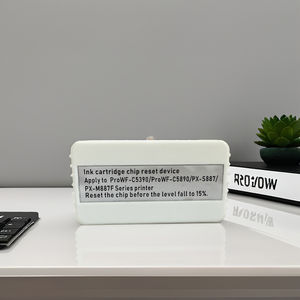 Ink cartridge chip reset device
Apply to ProWF-C5390/ProWF-C5890/PX-S887/
PX-M887F Series printer
Reset the chip before the level fall to 15%.